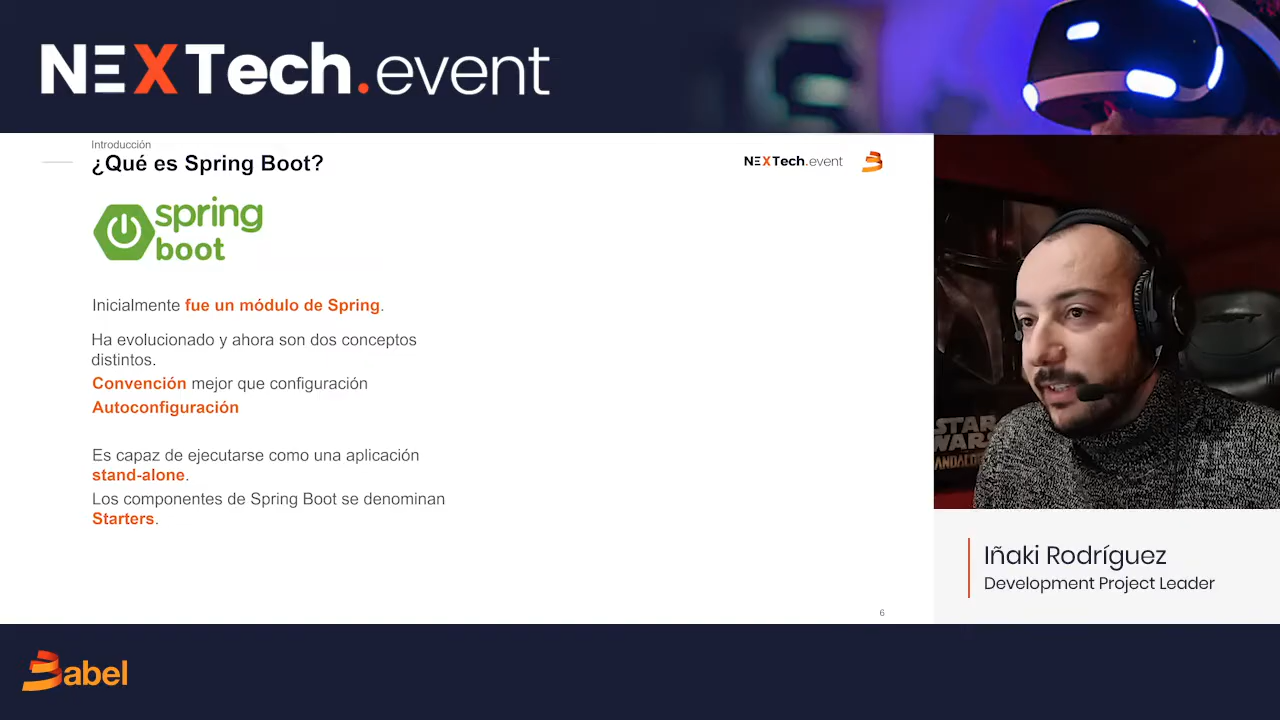 NEXTech.event
Introducción
¿Qué es Spring Boot?
NEXTech.event
spring
boot
Inicialmente fue un módulo de Spring.
Ha evolucionado y ahora son dos conceptos
distintos.
Convención mejor que configuración
Autoconfiguración
Es capaz de ejecutarse como una aplicación
stand-alone.
Los componentes de Spring Boot se denominan
Starters.
6
STAR
WARS
Iñaki Rodríguez
Development Project Leader
Babel